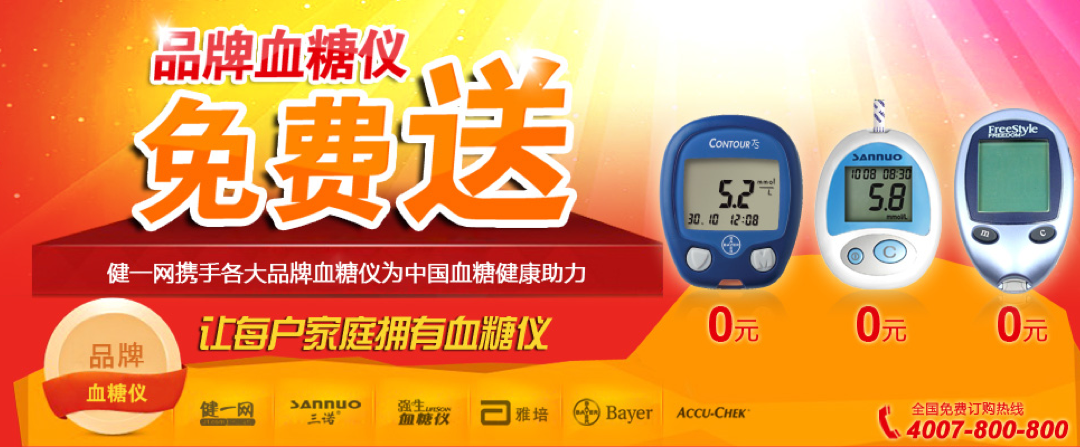 品牌血糖仪
免费送
健一网携手各大品牌血糖仪为中国血糖健康助力
让每户家庭拥有血糖仪
品牌
血糖仪
CONTOUR TS
5.2 mmol/L
30.10 12:08
BAYER
0元
SANNUO
1008 08:30
5.8
mmol/L
C
0元
FreeStyle
FREEDOM
m C
0元
健一网
SANNUO
三诺
强生
血糖仪
雅培
BAYER Bayer
ACCU-CHEK
全国免费订购热线
4007-800-800